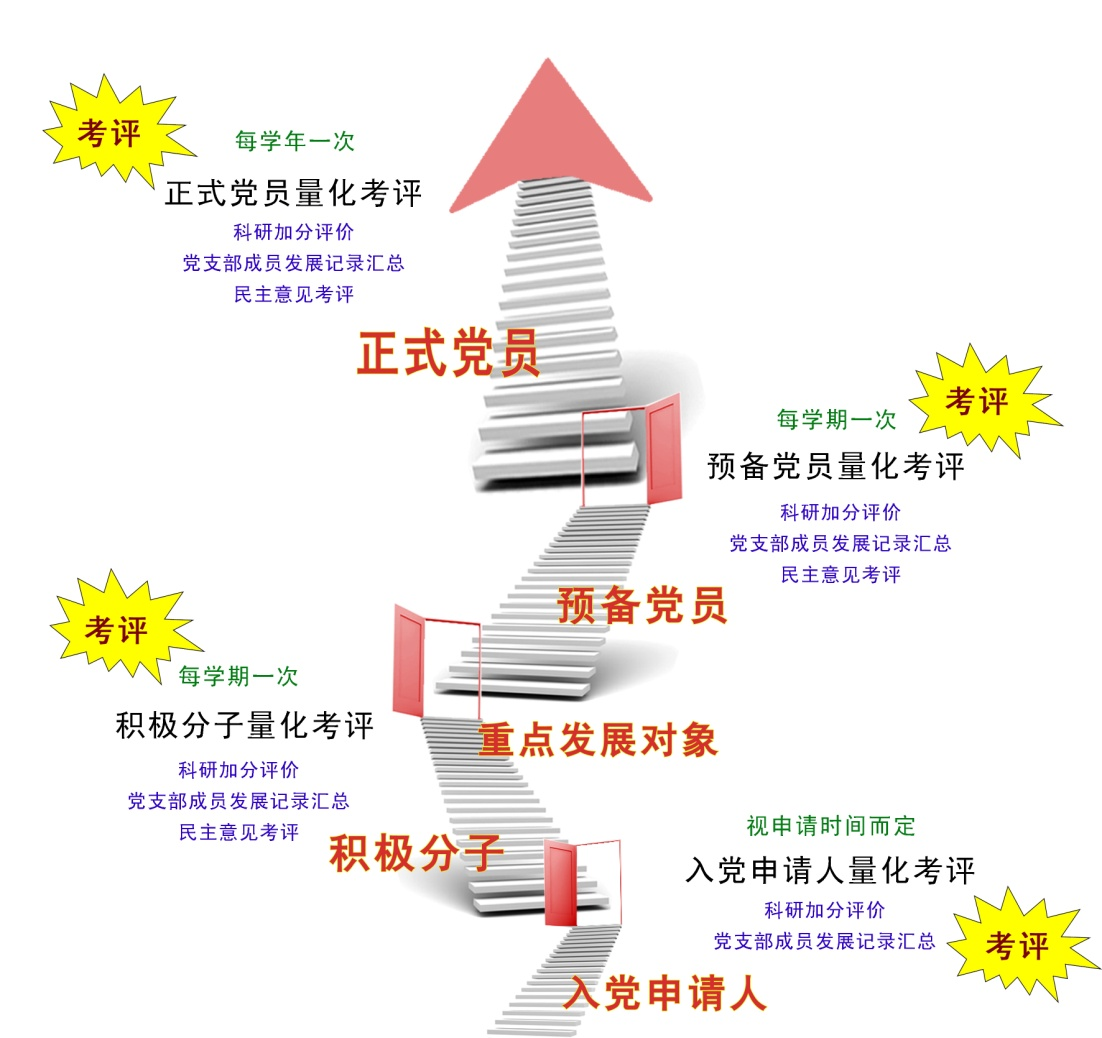 考评
每学年一次
正式党员量化考评
科研加分评价
党支部成员发展记录汇总
民主意见考评
正式党员
考评
每学期一次
预备党员量化考评
科研加分评价
党支部成员发展记录汇总
民主意见考评
预备党员
考评
每学期一次
积极分子量化考评
科研加分评价
党支部成员发展记录汇总
民主意见考评
重点发展对象
积极分子
视申请时间而定
入党申请人量化考评
科研加分评价
党支部成员发展记录汇总
考评
入党申请人